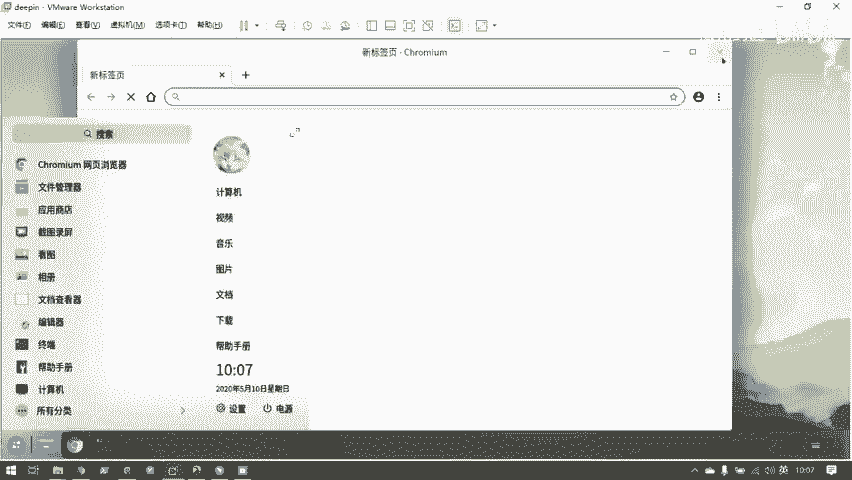 deepin - VMware Workstation
文件(F) 编辑(E) 查看(V) 虚拟机(M) 选项卡(T) 帮助(H)
新标签页 - Chromium
新标签页
搜索
Chromium 网页浏览器
文件管理器
应用商店
截图录屏
看图
相册
文档查看器
编辑器
终端
帮助手册
计算机
所有分类
计算机
视频
音乐
图片
文档
下载
帮助手册
10:07
2020年5月10日星期日
设置 电源
英 10:07